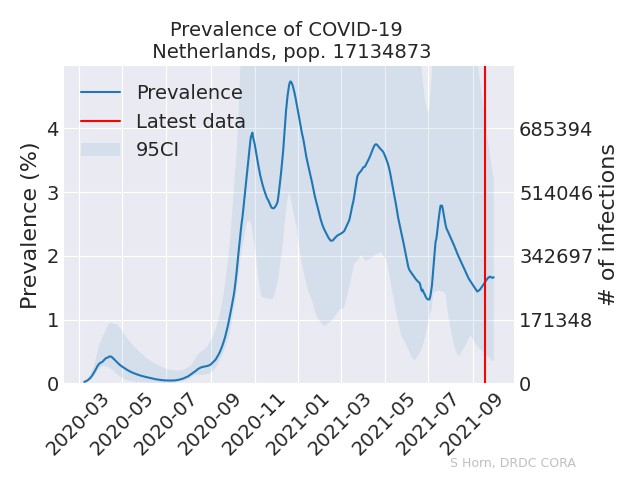 Prevalence of COVID-19
Netherlands, pop. 17134873
Prevalence
Latest data
95CI
Prevalence (%)
4
3
2
1
0
685394
514046
342697
171348
0
# of infections
2020-03
2020-05
2020-07
2020-09
2020-11
2021-01
2021-03
2021-05
2021-07
2021-09
S Horn, DRDC CORA